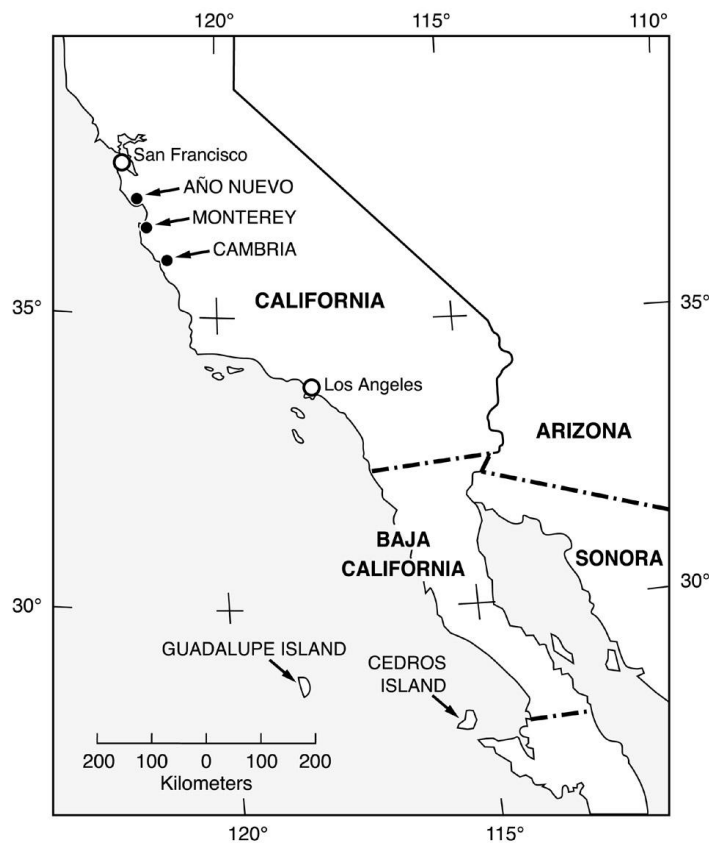 120°
115°
110°
San Francisco
AÑO NUEVO
MONTEREY
CAMBRIA
35°
CALIFORNIA
35°
Los Angeles
ARIZONA
BAJA
CALIFORNIA
SONORA
30°
30°
GUADALUPE ISLAND
CEDROS
ISLAND
200 100 0 100 200
Kilometers
120°
115°